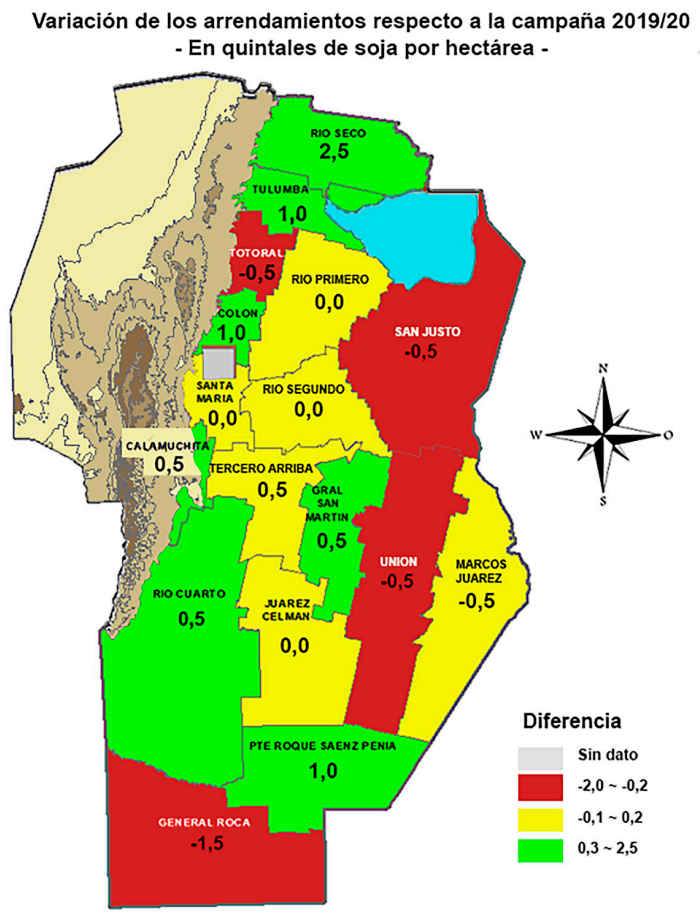 Variación de los arrendamientos respecto a la campaña 2019/20
- En quintales de soja por hectárea -
RIO SECO
2,5
TULUMBA
1,0
TOTORAL
-0,5
RIO PRIMERO
0,0
COLON
1,0
SAN JUSTO
-0,5
SANTA
MARIA
0,0
RIO SEGUNDO
0,0
N
W
O
S
CALAMUCHITA
0,5
TERCERO ARRIBA
0,5
GRAL
SAN
MARTIN
0,5
UNION
-0,5
MARCOS
JUAREZ
-0,5
RIO CUARTO
0,5
JUAREZ
CELMAN
0,0
PTE ROQUE SAENZ PENIA
1,0
GENERAL ROCA
-1,5
Diferencia
Sin dato
-2,0 ~ -0,2
-0,1 ~ 0,2
0,3 ~ 2,5